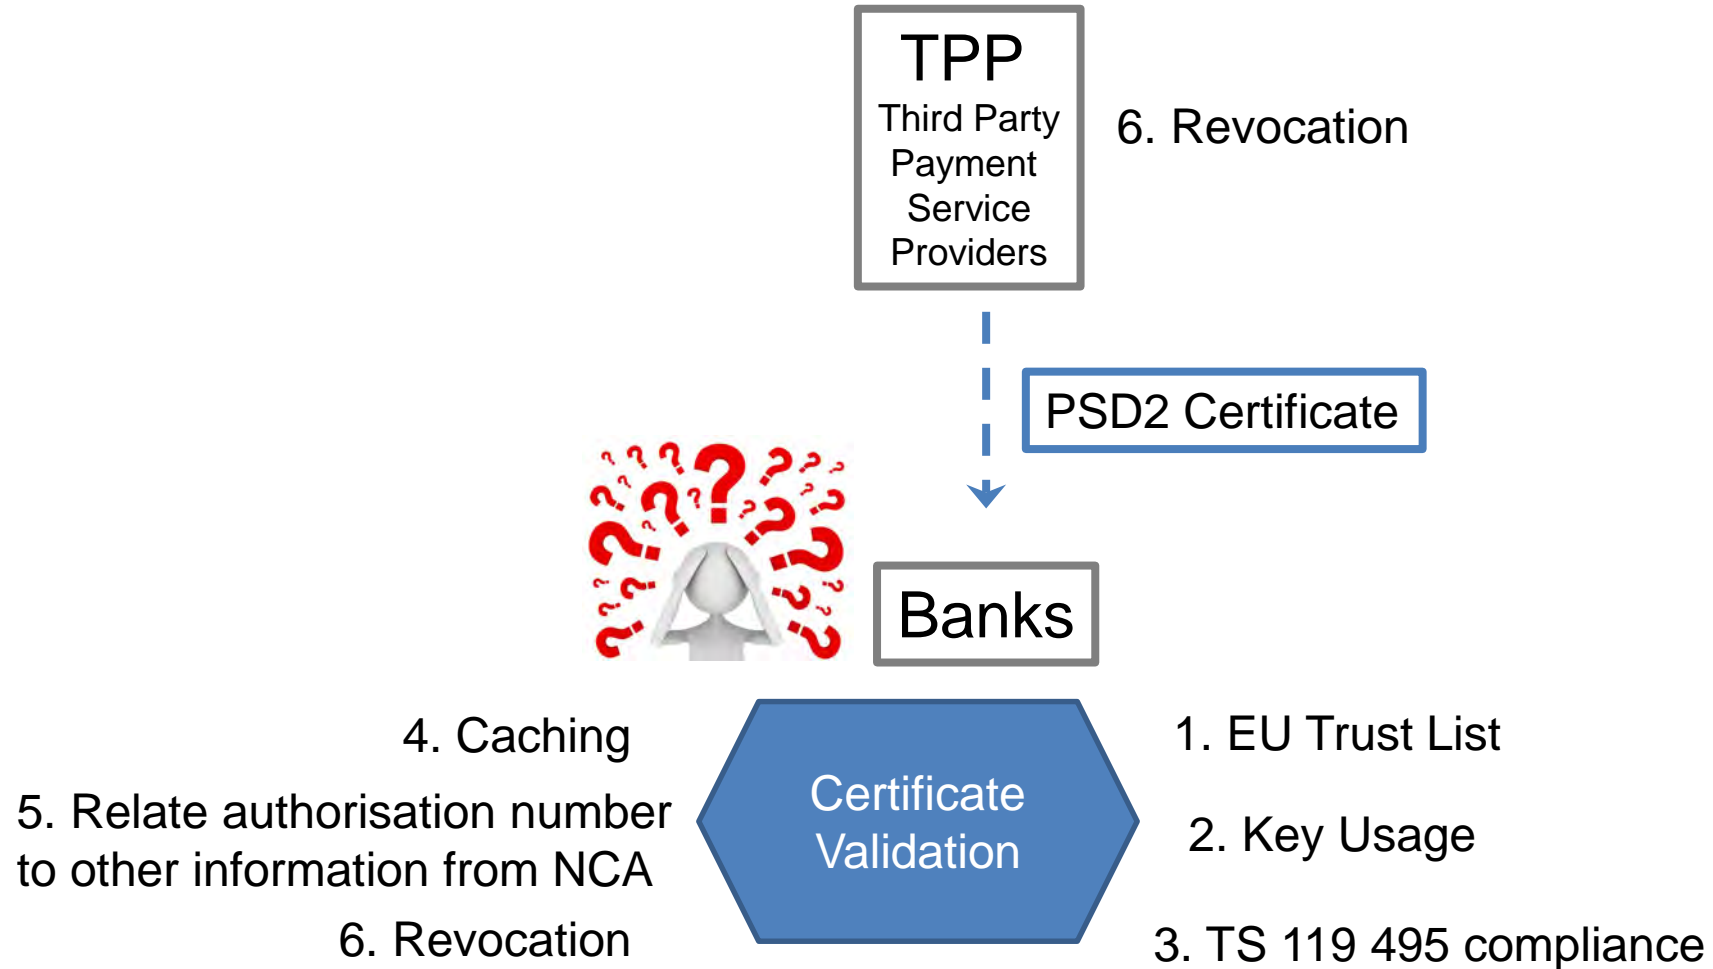 TPP
Third Party
Payment
Service
Providers
6. Revocation
PSD2 Certificate
Banks
4. Caching
5. Relate authorisation number
to other information from NCA
6. Revocation
Certificate
Validation
1. EU Trust List
2. Key Usage
3. TS 119 495 compliance